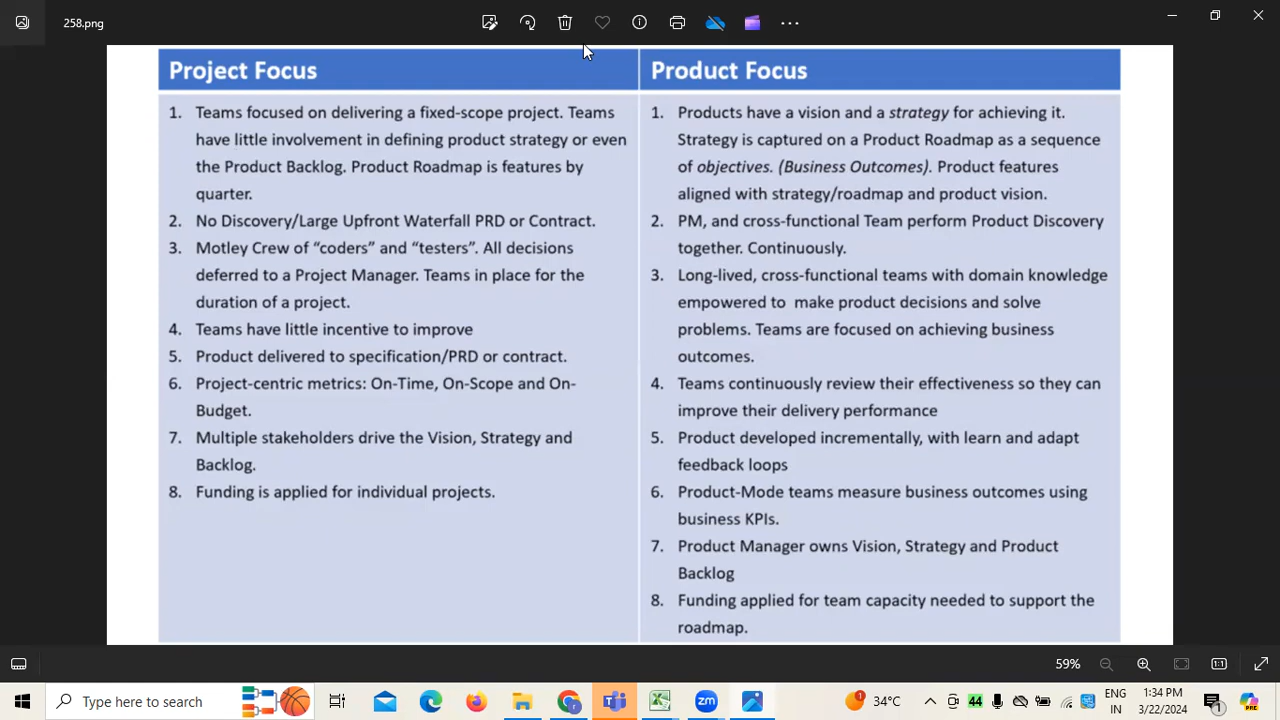 258.png
Project Focus
1. Teams focused on delivering a fixed-scope project. Teams
have little involvement in defining product strategy or even
the Product Backlog. Product Roadmap is features by
quarter.
2. No Discovery/Large Upfront Waterfall PRD or Contract.
3. Motley Crew of “coders” and “testers”. All decisions
deferred to a Project Manager. Teams in place for the
duration of a project.
4. Teams have little incentive to improve
5. Product delivered to specification/PRD or contract.
6. Project-centric metrics: On-Time, On-Scope and On-
Budget.
7. Multiple stakeholders drive the Vision, Strategy and
Backlog.
8. Funding is applied for individual projects.
Product Focus
1. Products have a vision and a strategy for achieving it.
Strategy is captured on a Product Roadmap as a sequence
of objectives. (Business Outcomes). Product features
aligned with strategy/roadmap and product vision.
2. PM, and cross-functional Team perform Product Discovery
together. Continuously.
3. Long-lived, cross-functional teams with domain knowledge
empowered to make product decisions and solve
problems. Teams are focused on achieving business
outcomes.
4. Teams continuously review their effectiveness so they can
improve their delivery performance
5. Product developed incrementally, with learn and adapt
feedback loops
6. Product-Mode teams measure business outcomes using
business KPIs.
7. Product Manager owns Vision, Strategy and Product
Backlog
8. Funding applied for team capacity needed to support the
roadmap.
59%
1:1
Type here to search
zm
1
34°C
44
ENG
IN
1:34 PM
3/22/2024
1
PRE